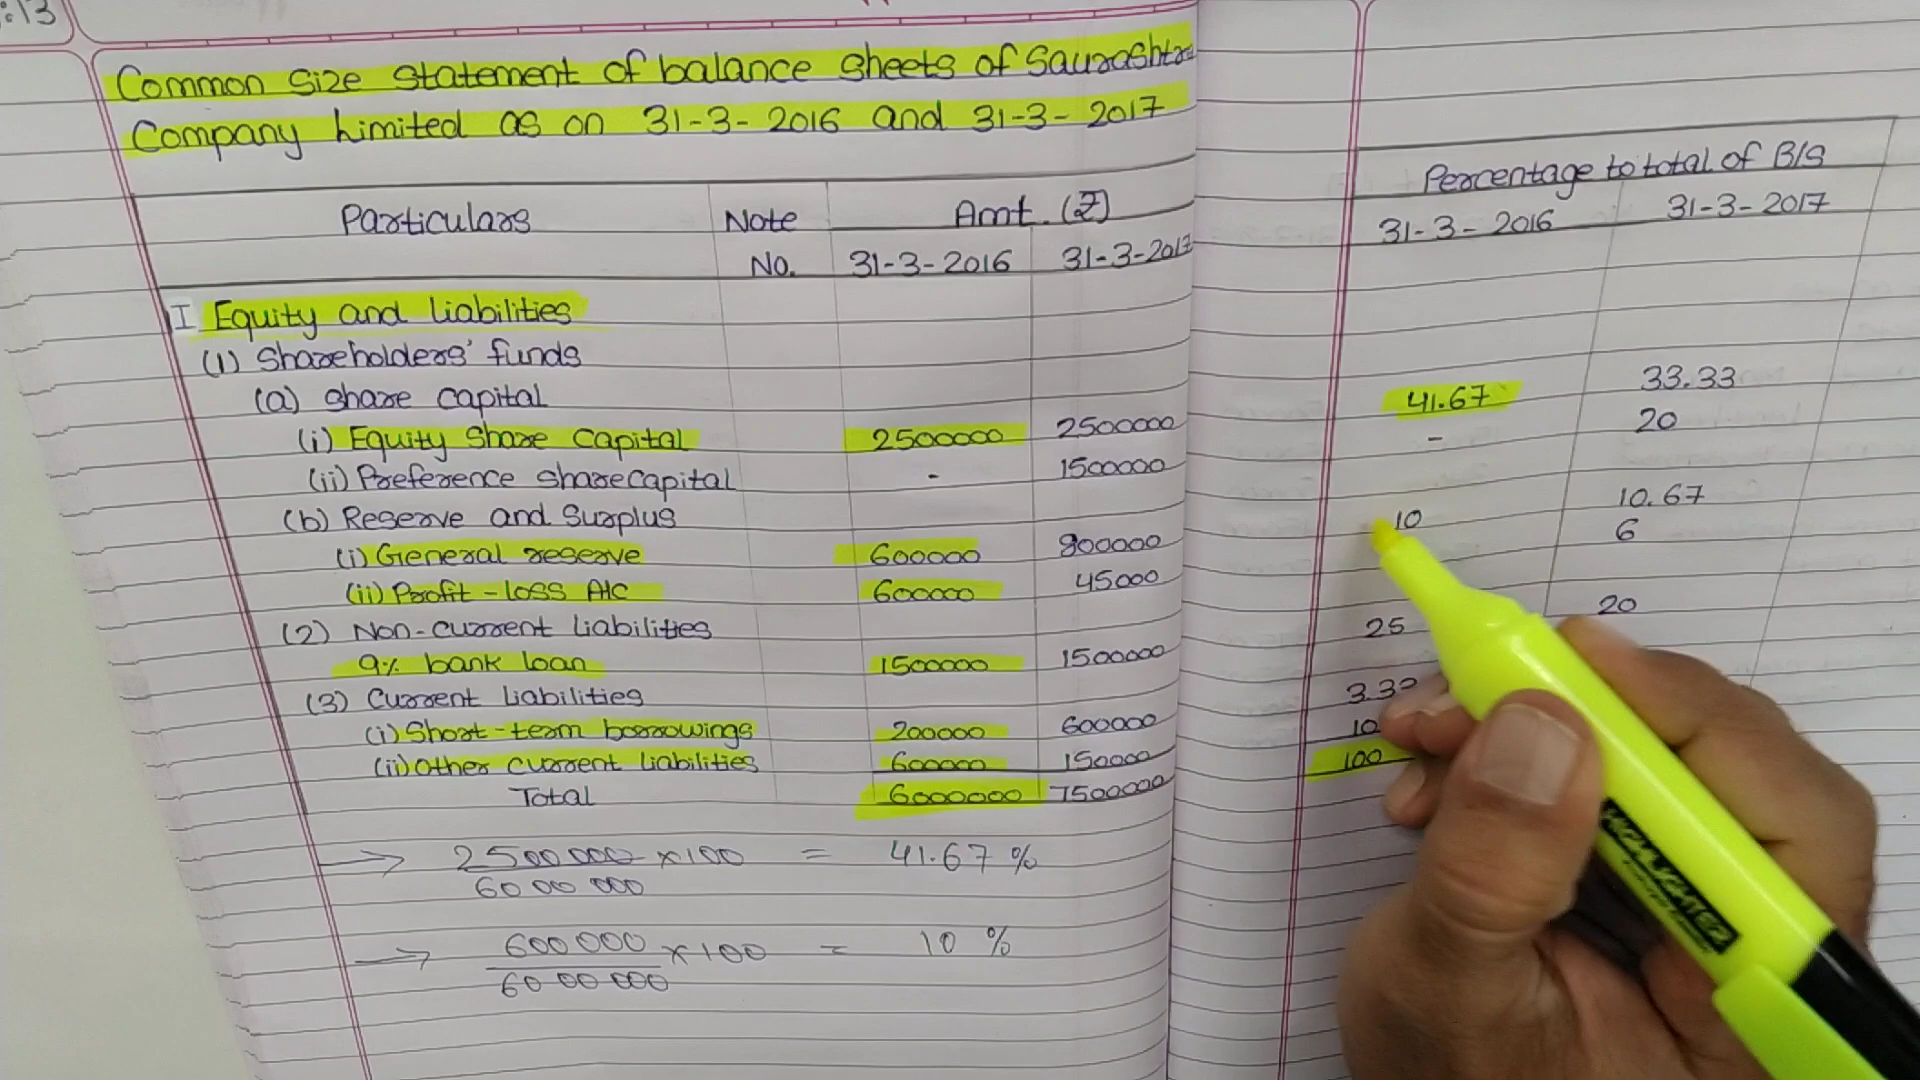 :13
Common Size Statement of balance sheets of Saurashtra
Company Limited as on 31-3-2016 and 31-3-2017
Particulars Note Amt. (₹) Percentage to total of B/S
No. 31-3-2016 31-3-2017 31-3-2016 31-3-2017
I Equity and Liabilities
(1) Shareholders' funds
(a) Share Capital
(i) Equity Share Capital 2500000 2500000 41.67 33.33
(ii) Preference share capital - 1500000 - 20
(b) Reserve and Surplus
(i) General reserve 600000 800000 10 10.67
(ii) Profit-loss A/C 600000 45000 6
(2) Non-current Liabilities
9% bank loan 1500000 1500000 25 20
(3) Current Liabilities
(i) Short-term borrowings 200000 600000 3.33
(ii) Other current liabilities 600000 150000 10
Total 6000000 7500000 100
→ 2500000 ×100 = 41.67 %
6000000
→ 600000 ×100 = 10 %
6000000
HIGHLIGHTER